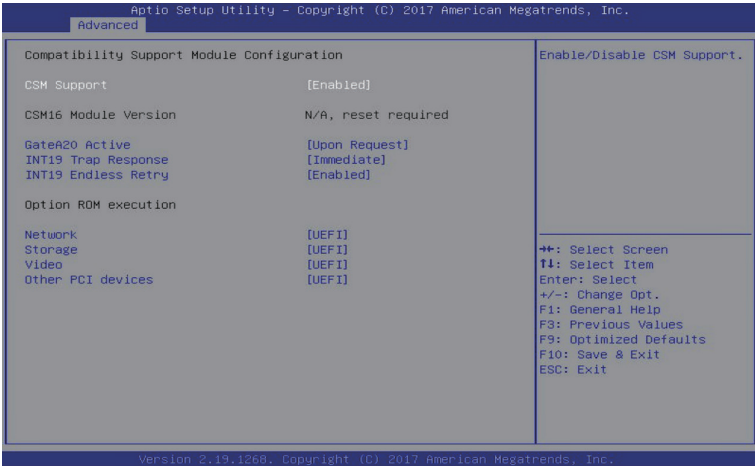 Aptio Setup Utility – Copyright (C) 2017 American Megatrends, Inc.
Advanced
Compatibility Support Module Configuration
CSM Support [Enabled]
CSM16 Module Version N/A, reset required
GateA20 Active [Upon Request]
INT19 Trap Response [Immediate]
INT19 Endless Retry [Enabled]
Option ROM execution
Network [UEFI]
Storage [UEFI]
Video [UEFI]
Other PCI devices [UEFI]
Enable/Disable CSM Support.
→←: Select Screen
↑↓: Select Item
Enter: Select
+/-: Change Opt.
F1: General Help
F3: Previous Values
F9: Optimized Defaults
F10: Save & Exit
ESC: Exit
Version 2.19.1268. Copyright (C) 2017 American Megatrends, Inc.